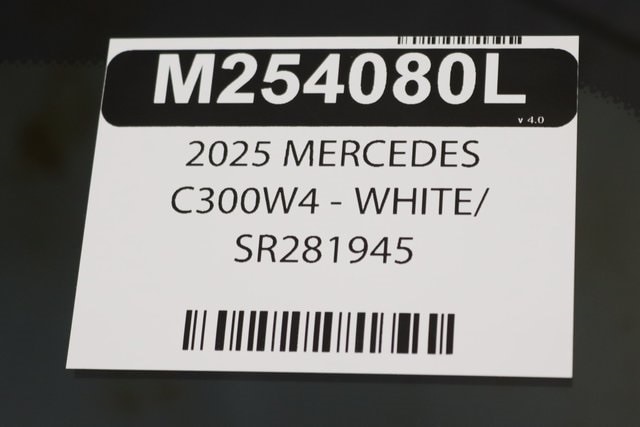 M254080L
v 4.0
2025 MERCEDES
C300W4 - WHITE/
SR281945